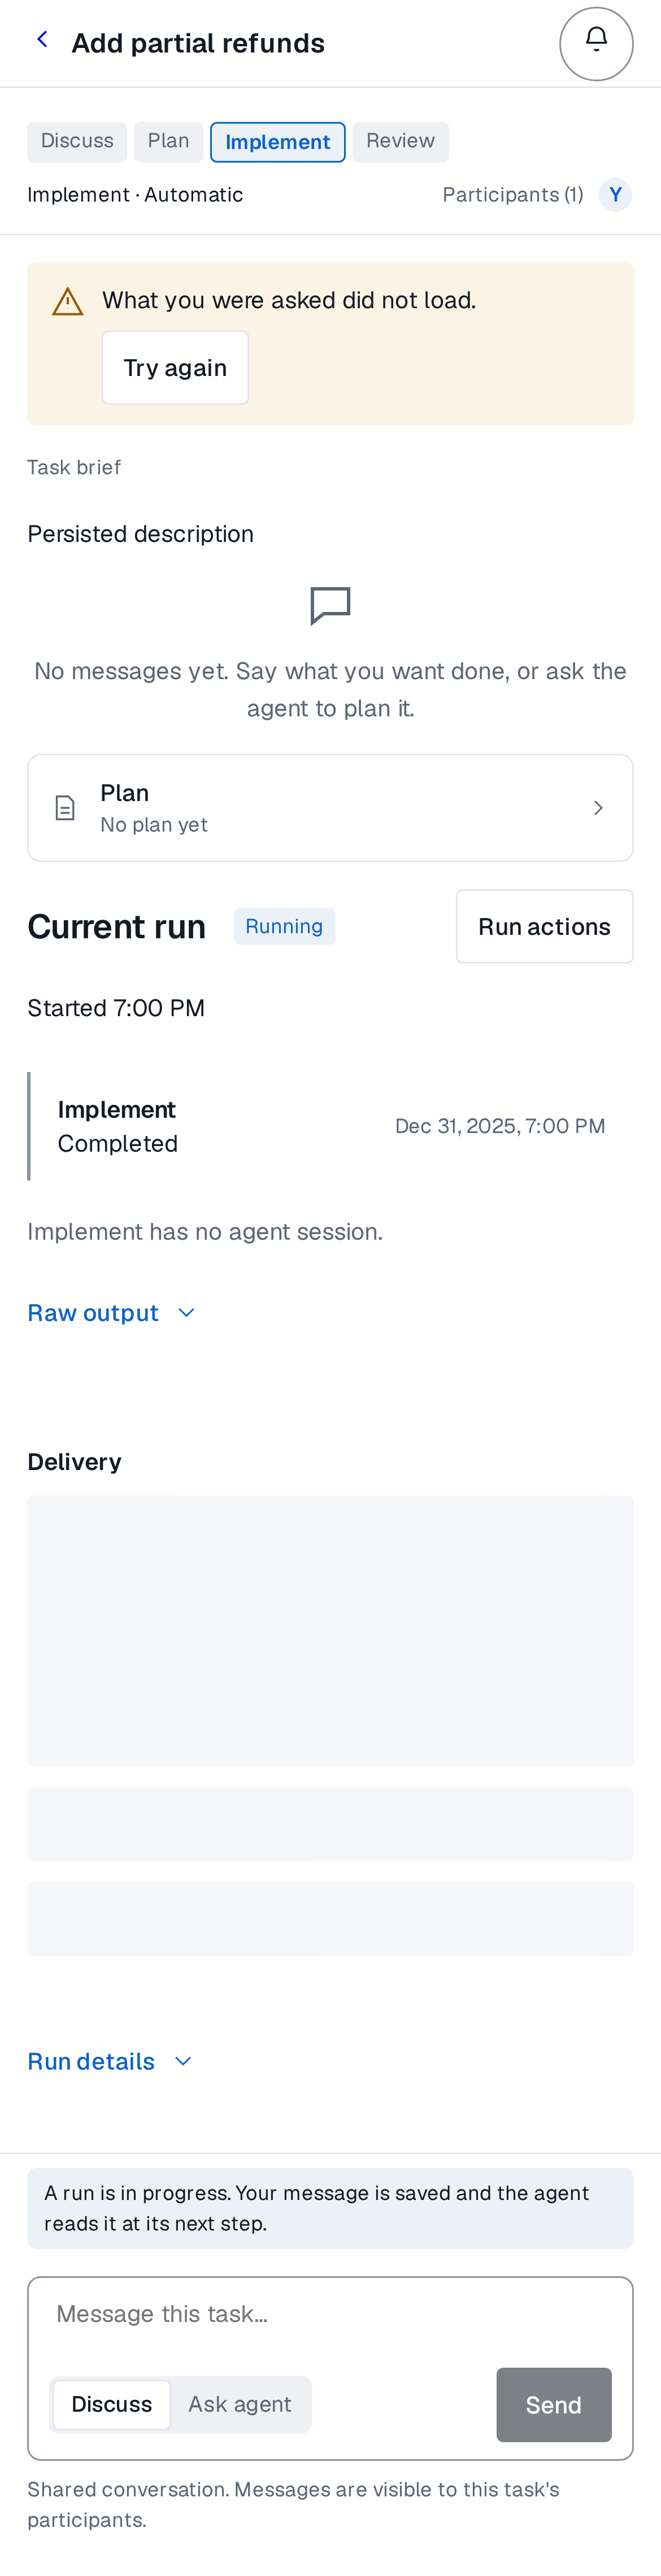 Add partial refunds
Discuss
Plan
Implement
Review
Implement · Automatic
Participants (1)
Y
What you were asked did not load.
Try again
Task brief
Persisted description
No messages yet. Say what you want done, or ask the
agent to plan it.
Plan
No plan yet
Current run
Running
Run actions
Started 7:00 PM
Implement
Completed
Dec 31, 2025, 7:00 PM
Implement has no agent session.
Raw output
Delivery
Run details
A run is in progress. Your message is saved and the agent
reads it at its next step.
Message this task...
Discuss
Ask agent
Send
Shared conversation. Messages are visible to this task's
participants.